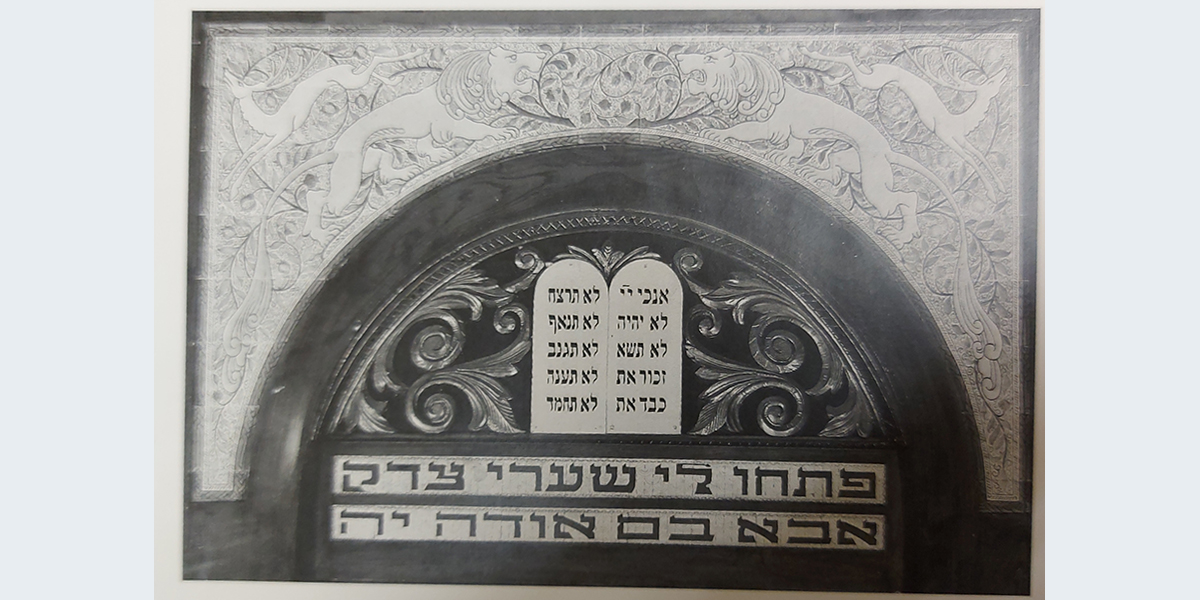 אנכי יי
לא יהיה
לא תשא
זכור את
כבד את
לא תרצח
לא תנאף
לא תגנב
לא תענה
לא תחמד
פתחו לי שערי צדק
אבא בם אודה יה